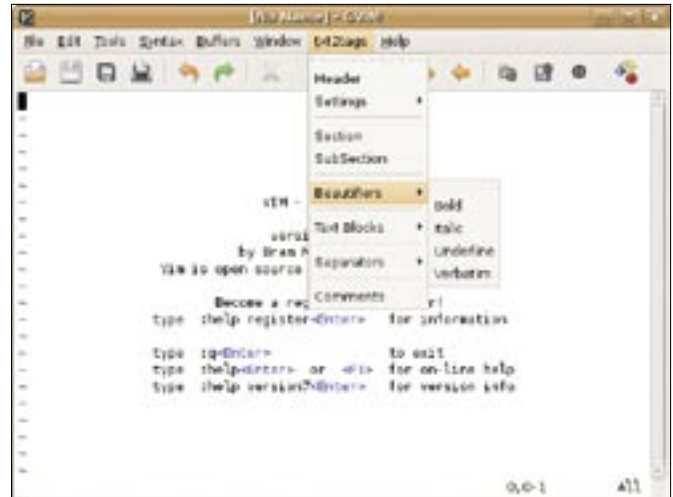 [No Name] - GVIM
File Edit Tools Syntax Buffers Window txt2tags Help
Header
Settings
Section
SubSection
Beautifiers
Bold
Text Blocks
Italic
Underline
Separators
Verbatim
Comments
VIM -
versi
by Bram M
Vim is open source
Become a reg r!
type :help register<Enter> for information
type :q<Enter> to exit
type :help<Enter> or <F1> for on-line help
type :help version7<Enter> for version info
0,0-1 All